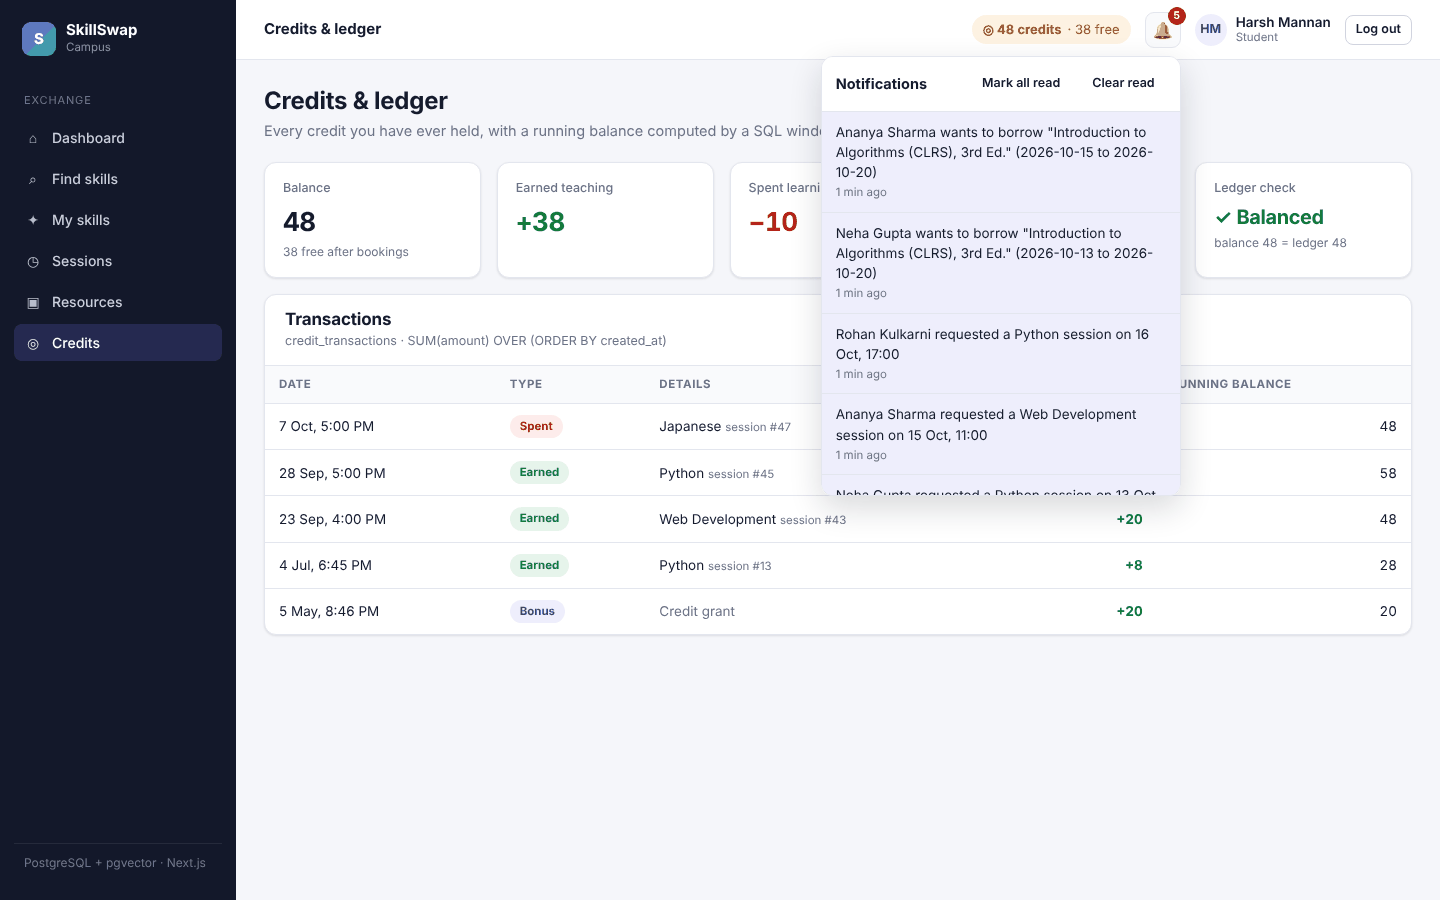 S
SkillSwap
Campus
EXCHANGE
Dashboard
Find skills
My skills
Sessions
Resources
Credits
PostgreSQL + pgvector · Next.js
Credits & ledger
48 credits · 38 free
5
HM
Harsh Mannan
Student
Log out
Credits & ledger
Every credit you have ever held, with a running balance computed by a SQL
Balance
48
38 free after bookings
Earned teaching
+38
Spent
−10
Ledger check
✓ Balanced
balance 48 = ledger 48
Notifications
Mark all read
Clear read
Ananya Sharma wants to borrow "Introduction to
Algorithms (CLRS), 3rd Ed." (2026-10-15 to 2026-
10-20)
1 min ago
Neha Gupta wants to borrow "Introduction to
Algorithms (CLRS), 3rd Ed." (2026-10-13 to 2026-
10-20)
1 min ago
Rohan Kulkarni requested a Python session on 16
Oct, 17:00
1 min ago
Ananya Sharma requested a Web Development
session on 15 Oct, 11:00
1 min ago
Neha Gupta requested a Python session on 13 Oct
Transactions
credit_transactions · SUM(amount) OVER (ORDER BY created_at)
DATE TYPE DETAILS BALANCE
7 Oct, 5:00 PM Spent Japanese session #47 48
28 Sep, 5:00 PM Earned Python session #45 58
23 Sep, 4:00 PM Earned Web Development session #43 +20 48
4 Jul, 6:45 PM Earned Python session #13 +8 28
5 May, 8:46 PM Bonus Credit grant +20 20